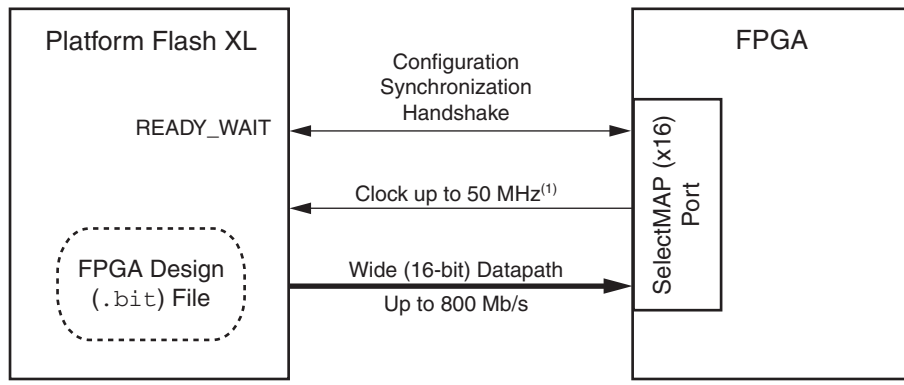 Platform Flash XL
FPGA
Configuration
Synchronization
Handshake
READY_WAIT
SelectMAP (x16)
Port
Clock up to 50 MHz(1)
FPGA Design
(.bit) File
Wide (16-bit) Datapath
Up to 800 Mb/s